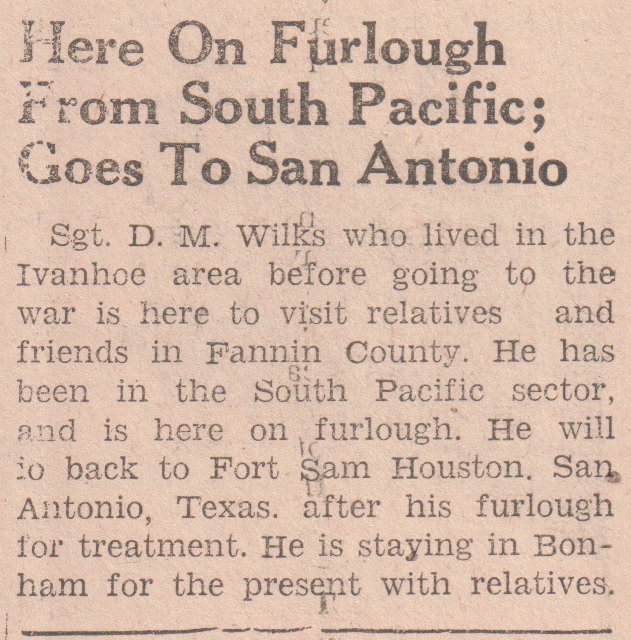 Here On Furlough
From South Pacific;
Goes To San Antonio
Sgt. D. M. Wilks who lived in the
Ivanhoe area before going to the
war is here to visit relatives and
friends in Fannin County. He has
been in the South Pacific sector,
and is here on furlough. He will
back to Fort Sam Houston. San
Antonio, Texas. after his furlough
for treatment. He is staying in Bon-
ham for the present with relatives.